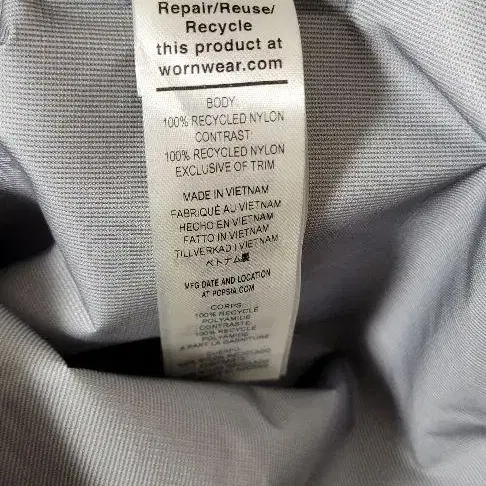 Repair/Reuse/
Recycle
this product at
wornwear.com
BODY
100% RECYCLED NYLON
CONTRAST:
100% RECYCLED NYLON
EXCLUSIVE OF TRIM
MADE IN VIETNAM
FABRIQUÉ AU VIETNAM
HECHO EN VIETNAM
FATTO IN VIETNAM
TILLVERKAD I VIETNAM
ベトナム製
MFG DATE AND LOCATION
AT PCPSIA.COM
CORPS:
100% RECYCLÉ
POLYAMIDE
CONTRASTE:
100% RECYCLÉ
POLYAMIDE
À PART LA GARNITURE